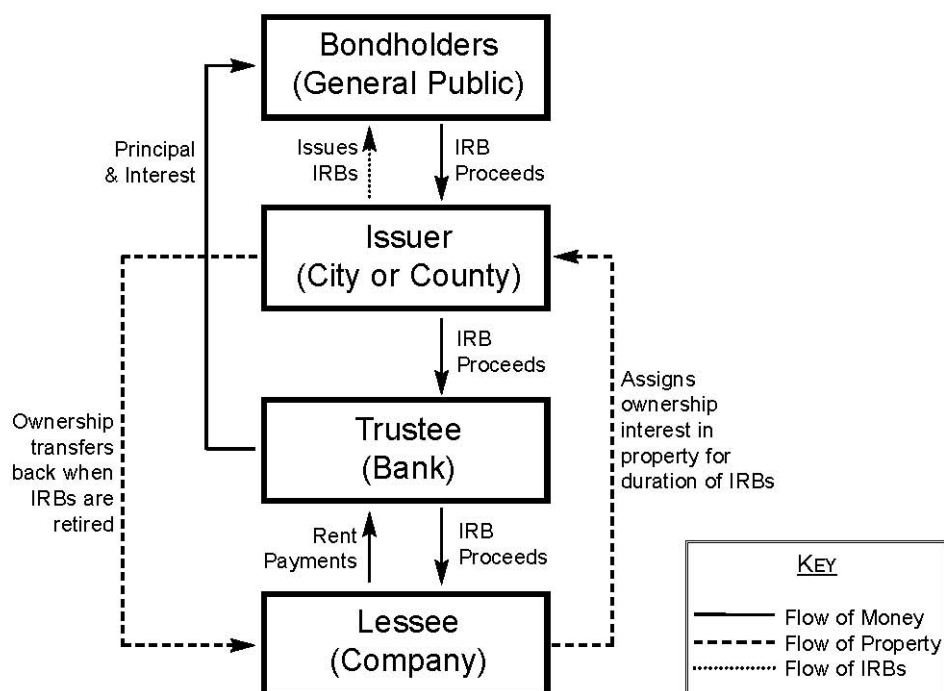 Bondholders
(General Public)
Principal
& Interest
Issues
IRBs
IRB
Proceeds
Issuer
(City or County)
IRB
Proceeds
Assigns
ownership
interest in
property for
duration of IRBs
Ownership
transfers
back when
IRBs are
retired
Trustee
(Bank)
Rent
Payments
IRB
Proceeds
Lessee
(Company)
KEY
Flow of Money
Flow of Property
Flow of IRBs